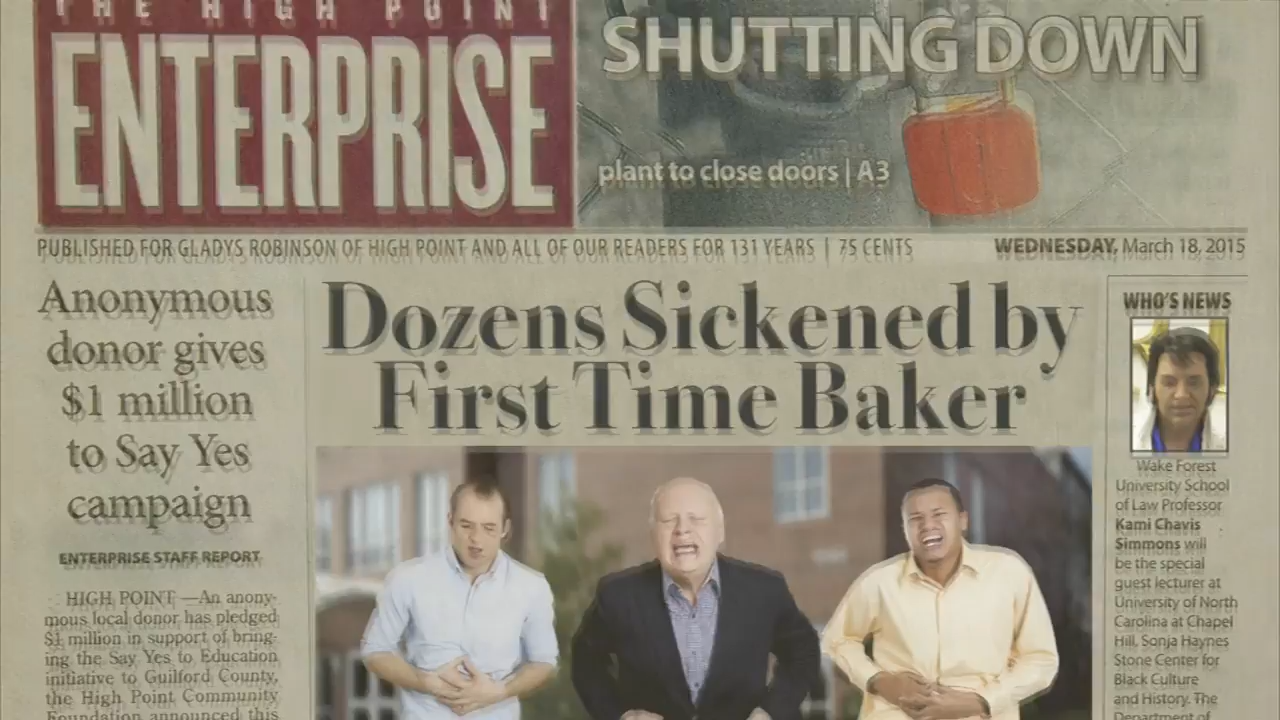 THE HIGH POINT
ENTERPRISE
SHUTTING DOWN
plant to close doors | A3
PUBLISHED FOR GLADYS ROBINSON OF HIGH POINT AND ALL OF OUR READERS FOR 131 YEARS | 75 CENTS
WEDNESDAY, March 18, 2015
Anonymous
donor gives
$1 million
to Say Yes
campaign
ENTERPRISE STAFF REPORT
HIGH POINT —An anony-
mous local donor has pledged
$1 million in support of bring-
ing the Say Yes to Education
initiative to Guilford County,
the High Point Community
Foundation announced this
Dozens Sickened by
First Time Baker
WHO'S NEWS
Wake Forest
University School
of Law Professor
Kami Chavis
Simmons will
be the special
guest lecturer at
University of North
Carolina at Chapel
Hill, Sonja Haynes
Stone Center for
Black Culture
and History. The
Department of